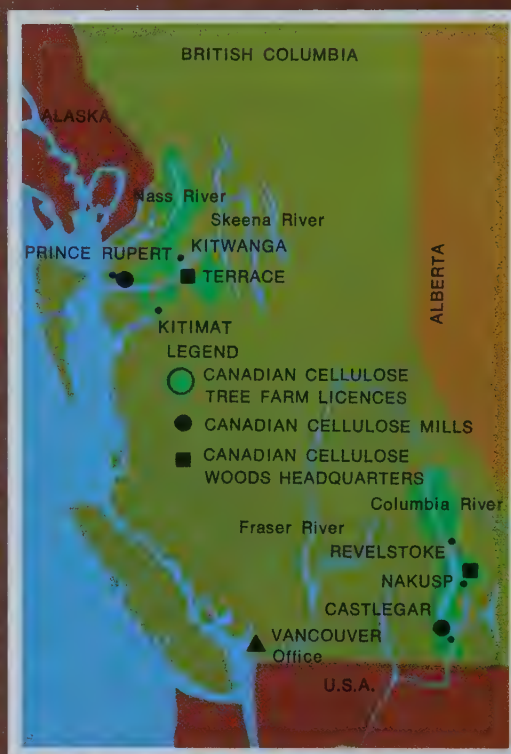 BRITISH COLUMBIA
ALASKA
Nass River
Skeena River
PRINCE RUPERT
KITWANGA
TERRACE
ALBERTA
KITIMAT
LEGEND
CANADIAN CELLULOSE
TREE FARM LICENCES
CANADIAN CELLULOSE MILLS
CANADIAN CELLULOSE
WOODS HEADQUARTERS
Columbia River
Fraser River
REVELSTOKE
NAKUSP
CASTLEGAR
VANCOUVER
Office
U.S.A.